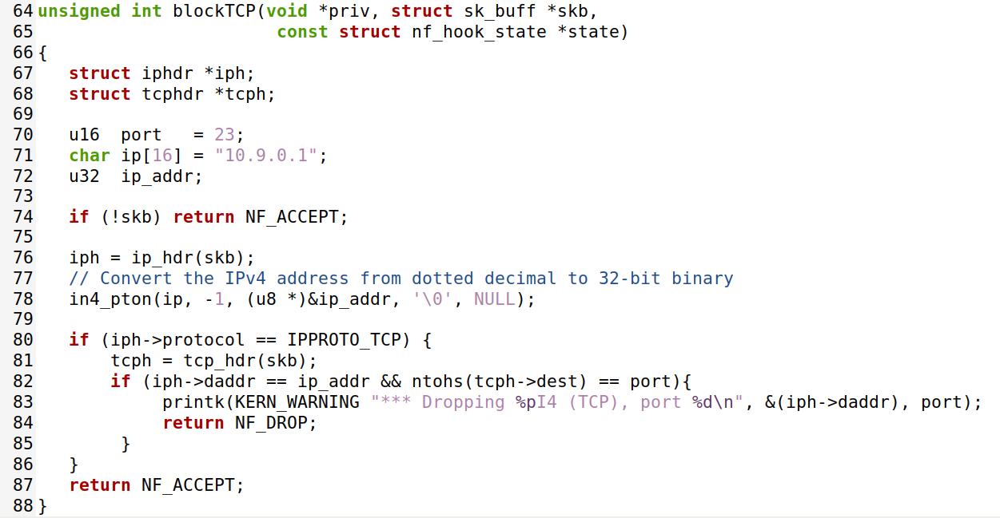 64 unsigned int blockTCP(void *priv, struct sk_buff *skb,
65                        const struct nf_hook_state *state)
66 {
67    struct iphdr *iph;
68    struct tcphdr *tcph;
69
70    u16  port   = 23;
71    char ip[16] = "10.9.0.1";
72    u32  ip_addr;
73
74    if (!skb) return NF_ACCEPT;
75
76    iph = ip_hdr(skb);
77    // Convert the IPv4 address from dotted decimal to 32-bit binary
78    in4_pton(ip, -1, (u8 *)&ip_addr, '\0', NULL);
79
80    if (iph->protocol == IPPROTO_TCP) {
81        tcph = tcp_hdr(skb);
82        if (iph->daddr == ip_addr && ntohs(tcph->dest) == port){
83             printk(KERN_WARNING "*** Dropping %pI4 (TCP), port %d\n", &(iph->daddr), port);
84             return NF_DROP;
85         }
86    }
87    return NF_ACCEPT;
88 }